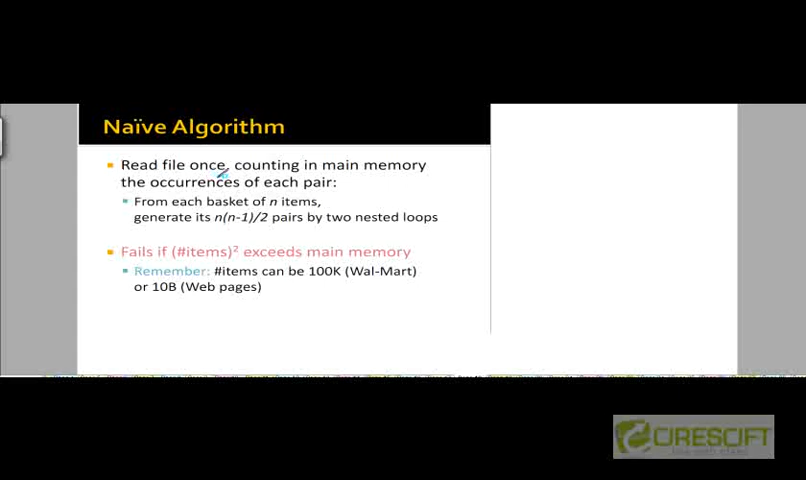 Naïve Algorithm
Read file once, counting in main memory
the occurrences of each pair:
From each basket of n items,
generate its n(n-1)/2 pairs by two nested loops
Fails if (#items)² exceeds main memory
Remember: #items can be 100K (Wal-Mart)
or 10B (Web pages)